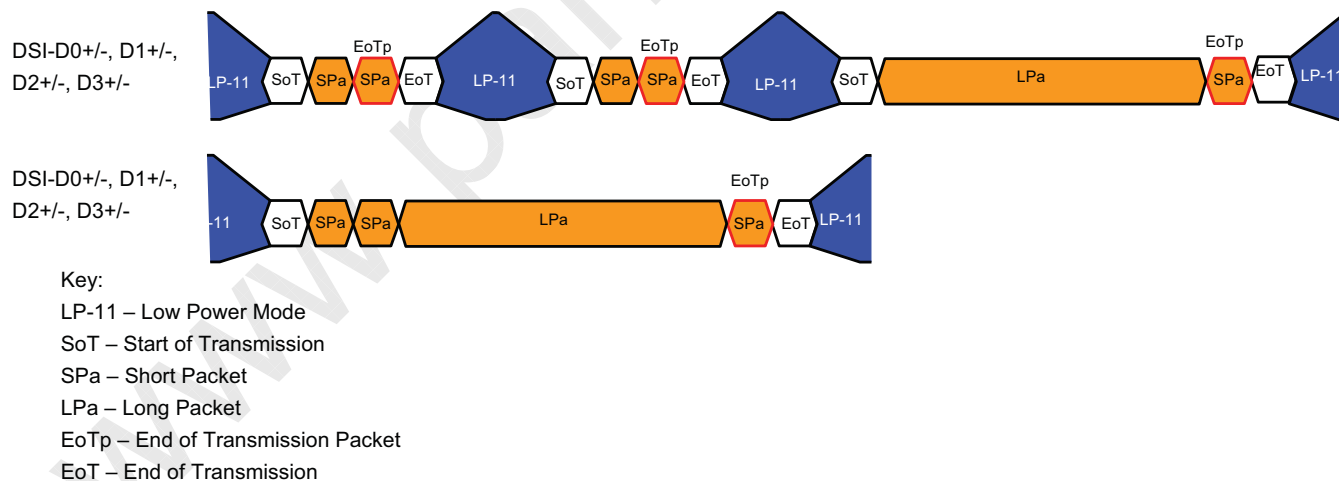 EoTp EoTp EoTp
DSI-D0+/-, D1+/-,
D2+/-, D3+/-
LP-11 SoT SPa SPa EoT LP-11 SoT SPa SPa EoT LP-11 SoT LPa SPa EoT LP-11
EoTp
DSI-D0+/-, D1+/-,
D2+/-, D3+/-
-11 SoT SPa SPa LPa SPa EoT LP-11
Key:
LP-11 – Low Power Mode
SoT – Start of Transmission
SPa – Short Packet
LPa – Long Packet
EoTp – End of Transmission Packet
EoT – End of Transmission